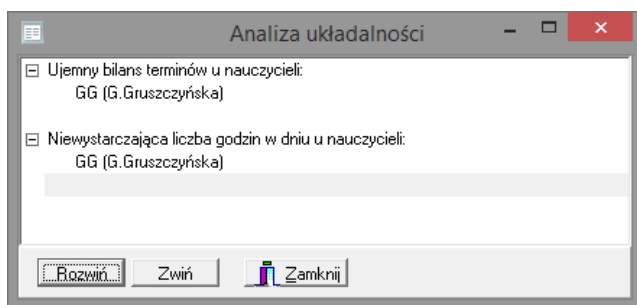 Analiza układalności
Ujemny bilans terminów u nauczycieli:
GG (G.Gruszczyńska)
Niewystarczająca liczba godzin w dniu u nauczycieli:
GG (G.Gruszczyńska)
Rozwiń Zwiń Zamknij